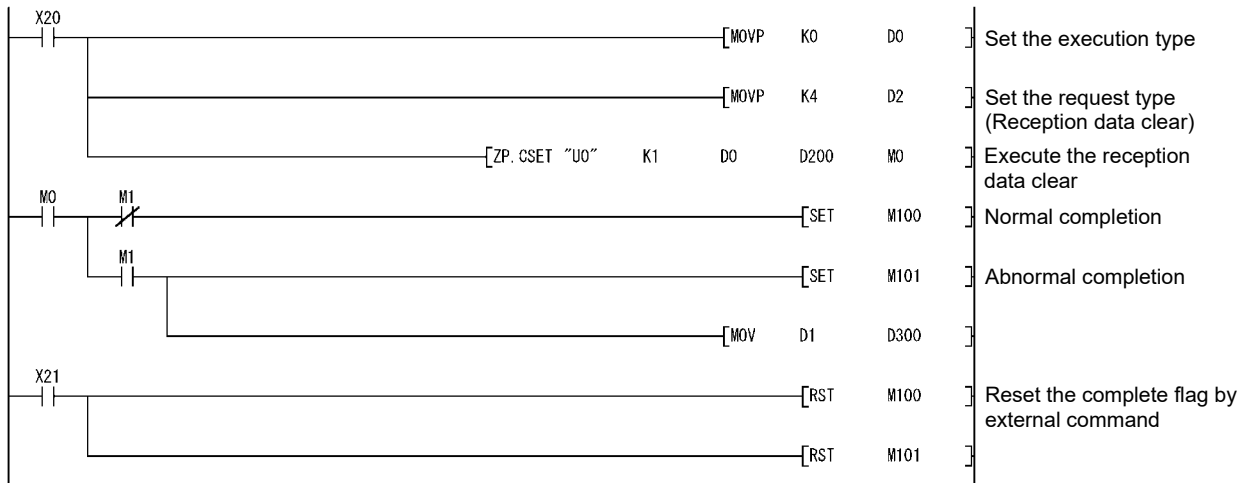 X20
[MOVP K0 D0 ] Set the execution type
[MOVP K4 D2 ] Set the request type
(Reception data clear)
[ZP. CSET "U0" K1 D0 D200 M0 ] Execute the reception
data clear
M0 M1
[SET M100 ] Normal completion
M1
[SET M101 ] Abnormal completion
[MOV D1 D300 ]
X21
[RST M100 ] Reset the complete flag by
external command
[RST M101 ]